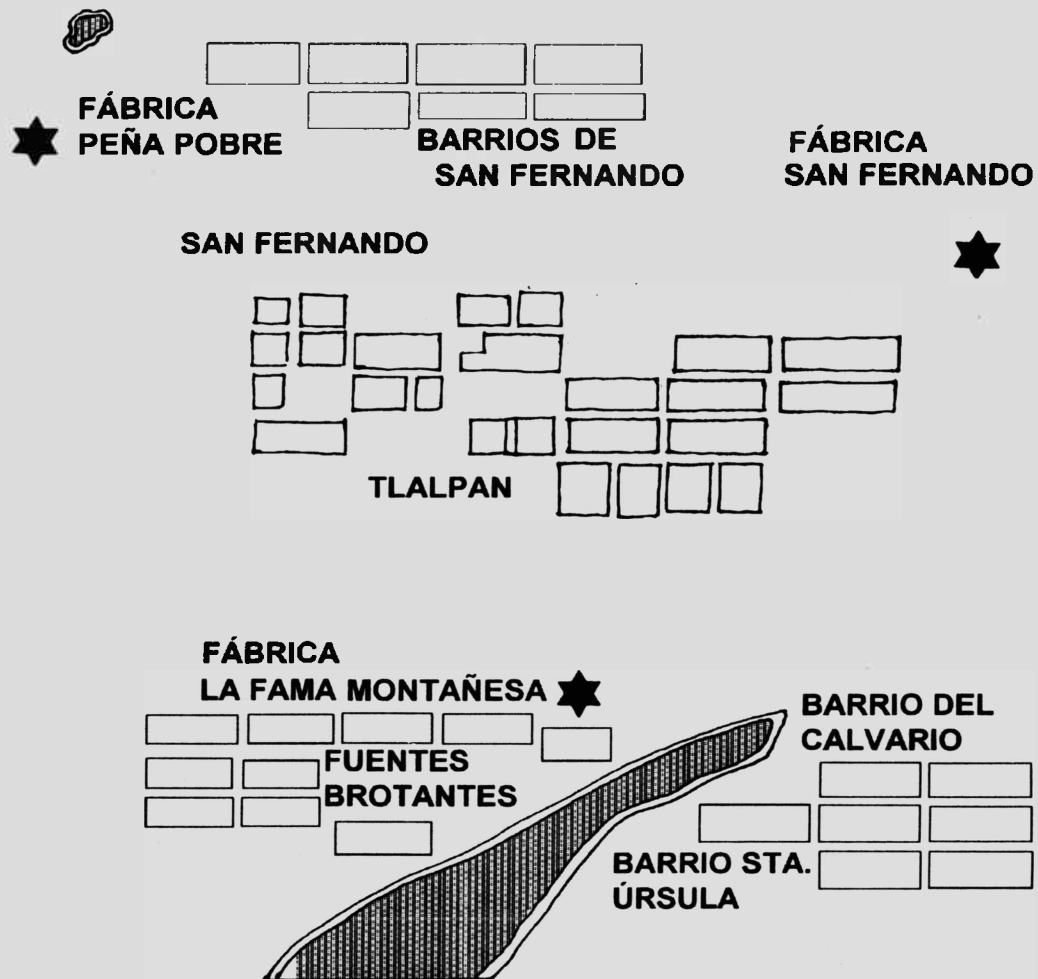 FÁBRICA
PEÑA POBRE
BARRIOS DE
SAN FERNANDO
FÁBRICA
SAN FERNANDO
SAN FERNANDO
TLALPAN
FÁBRICA
LA FAMA MONTAÑESA
FUENTES
BROTANTES
BARRIO DEL
CALVARIO
BARRIO STA.
ÚRSULA